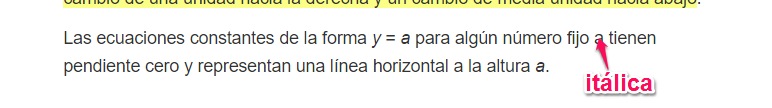 cambio de una unidad hacia la derecha y un cambio de media unidad hacia abajo.
Las ecuaciones constantes de la forma y = a para algún número fijo a tienen
pendiente cero y representan una línea horizontal a la altura a.
itálica